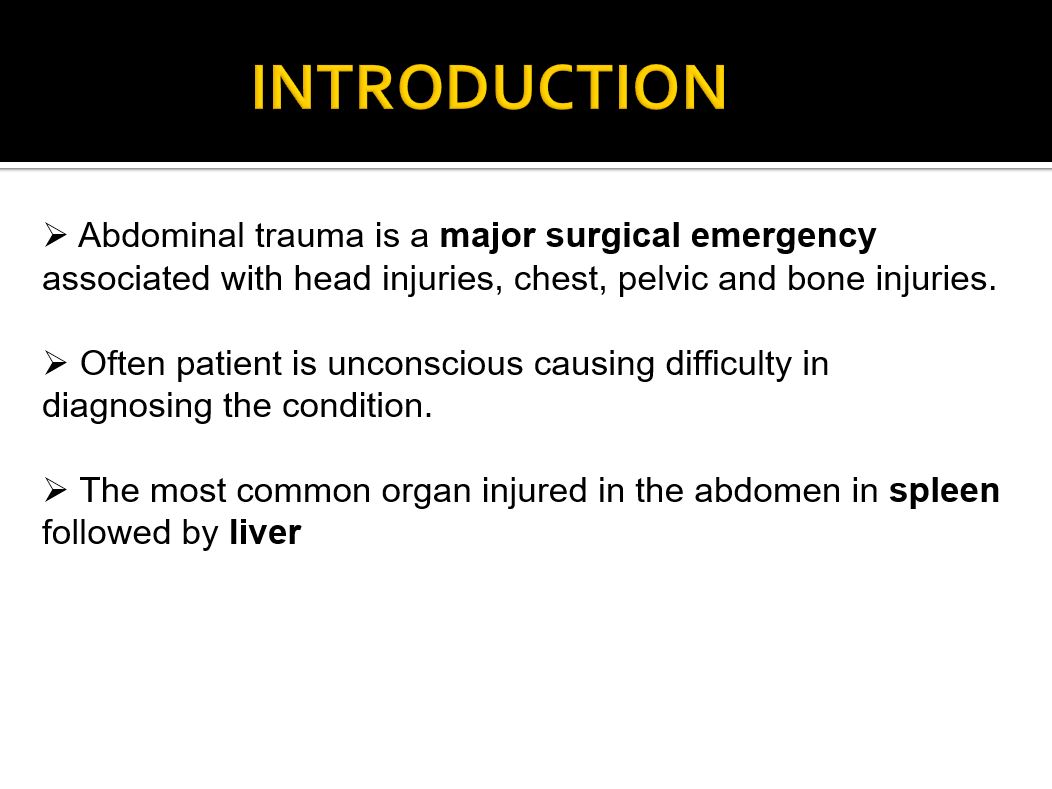 INTRODUCTION
➢ Abdominal trauma is a major surgical emergency
associated with head injuries, chest, pelvic and bone injuries.
➢ Often patient is unconscious causing difficulty in
diagnosing the condition.
➢ The most common organ injured in the abdomen in spleen
followed by liver